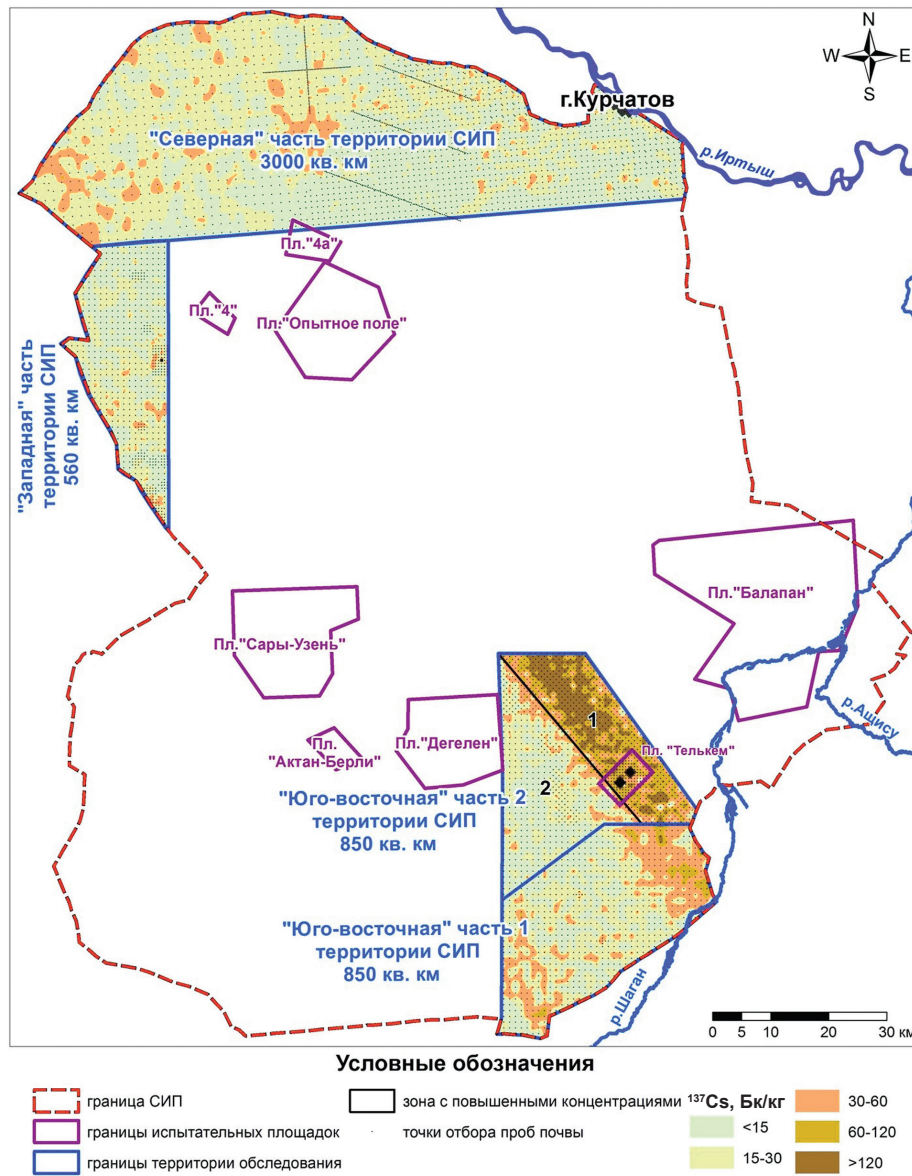 N
W
E
S
г.Курчатов
"Северная" часть территории СИП
3000 кв. км
р.Иртыш
Пл."4а"
Пл."4"
Пл."Опытное поле"
"Западная" часть
территории СИП
560 кв. км
Пл."Балапан"
Пл."Сары-Узень"
р.Ащису
1
Пл. "Телькем"
Пл.
"Актан-Берли"
Пл."Дегелен"
2
"Юго-восточная" часть 2
территории СИП
850 кв. км
"Юго-восточная" часть 1
территории СИП
850 кв. км
р.Шаган
0 5 10 20 30 км
Условные обозначения
граница СИП
границы испытательных площадок
границы территории обследования
зона с повышенными концентрациями
точки отбора проб почвы
¹³⁷Cs, Бк/кг
<15
15-30
30-60
60-120
>120